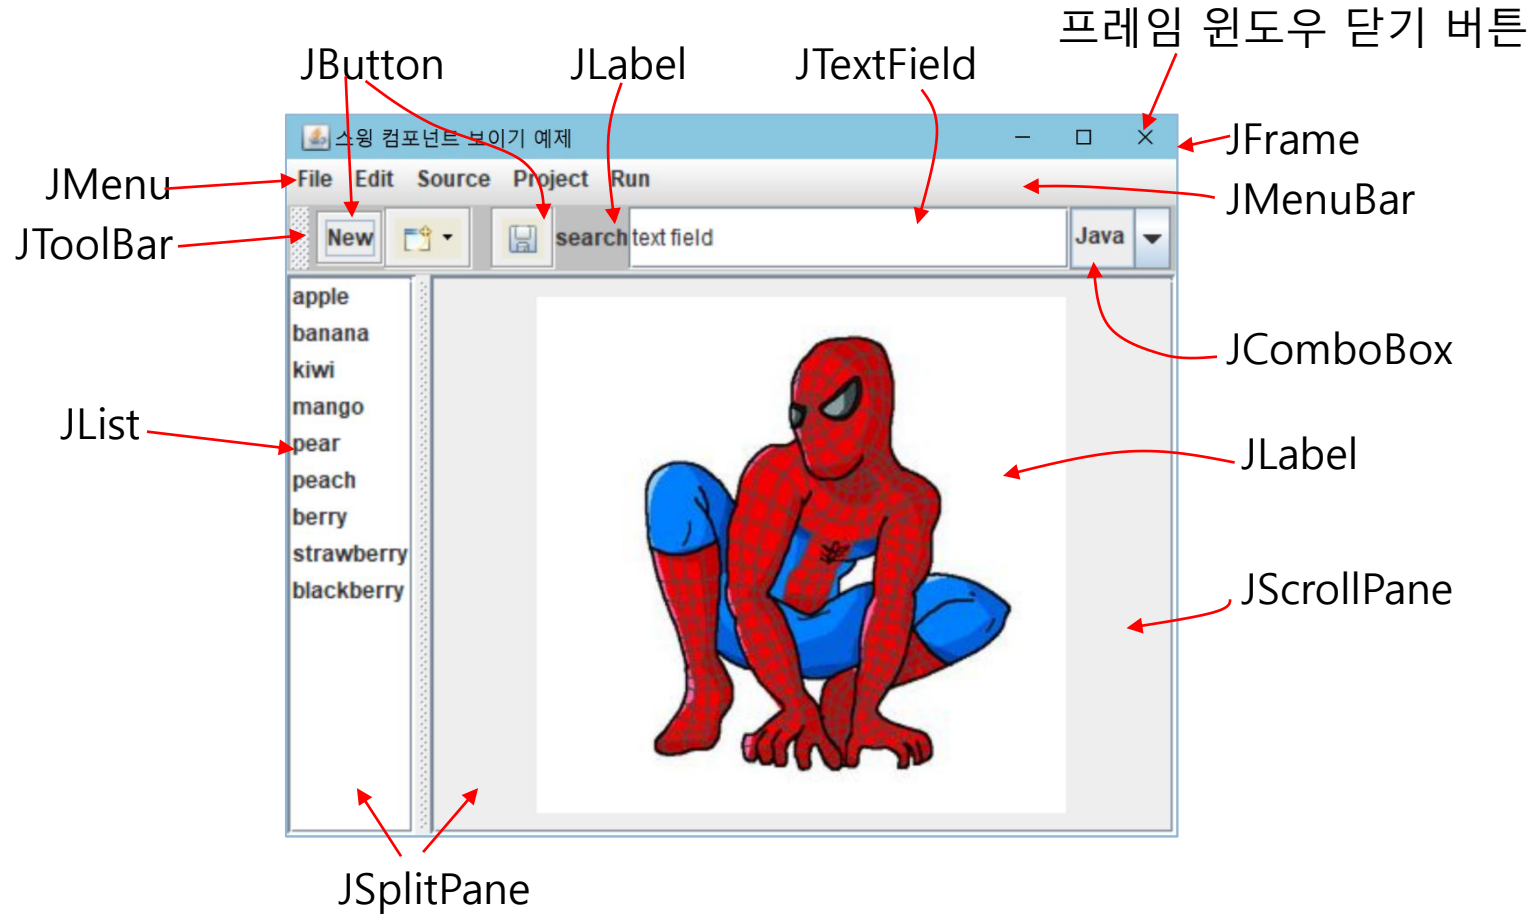 프레임 윈도우 닫기 버튼
JButton
JLabel
JTextField
스윙 컴포넌트 보이기 예제
JFrame
JMenu
File Edit Source Project Run
JMenuBar
JToolBar
New
search
text field
Java
apple
banana
kiwi
mango
pear
peach
berry
strawberry
blackberry
JComboBox
JList
JLabel
JScrollPane
JSplitPane